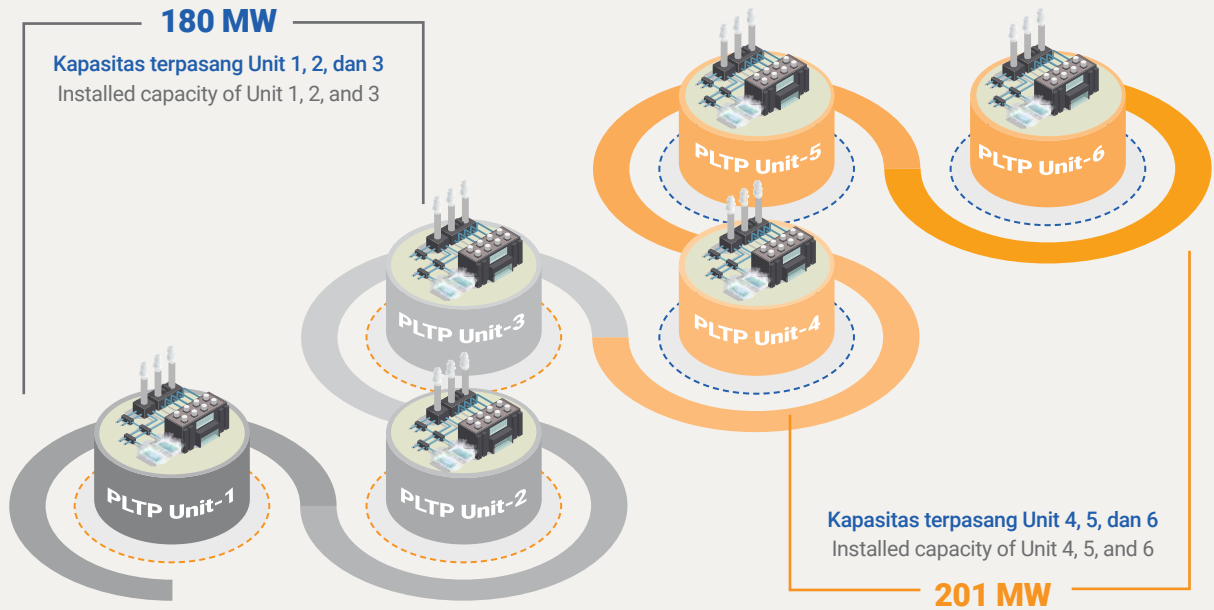 180 MW
Kapasitas terpasang Unit 1, 2, dan 3
Installed capacity of Unit 1, 2, and 3
PLTP Unit-5
PLTP Unit-6
PLTP Unit-3
PLTP Unit-4
PLTP Unit-1
PLTP Unit-2
Kapasitas terpasang Unit 4, 5, dan 6
Installed capacity of Unit 4, 5, and 6
201 MW